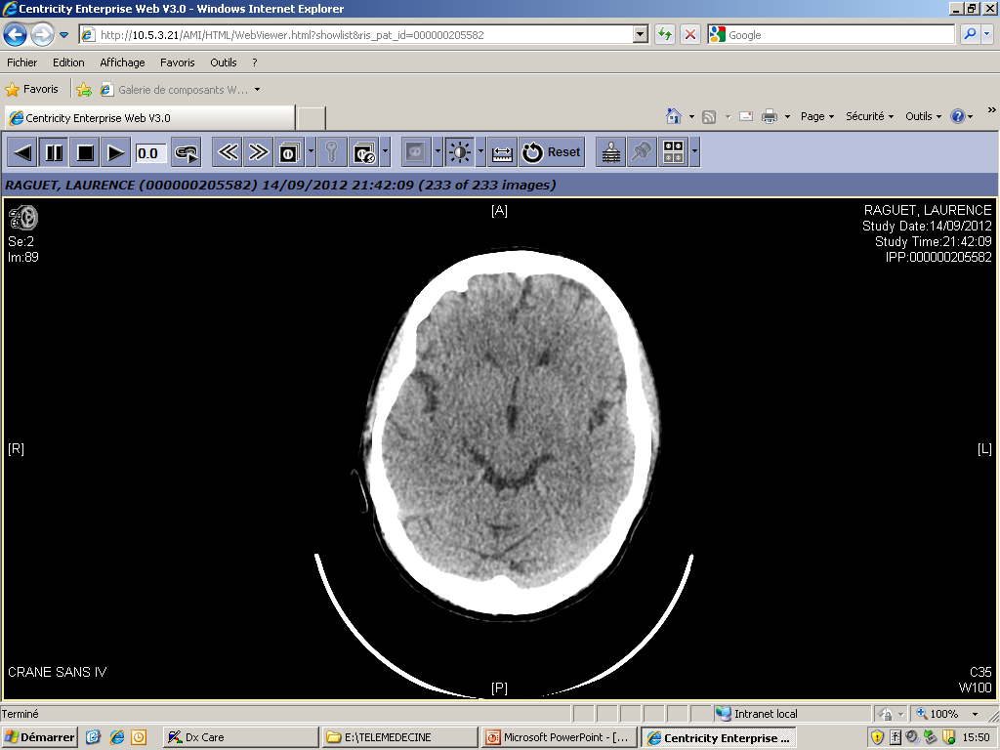 Centricity Enterprise Web V3.0 - Windows Internet Explorer
http://10.5.3.21/AMI/HTML/WebViewer.html?showlist&ris_pat_id=000000205582
Google
Fichier Edition Affichage Favoris Outils ?
Favoris Galerie de composants W...
Centricity Enterprise Web V3.0
Page Sécurité Outils
0.0 Reset
RAGUET, LAURENCE (000000205582) 14/09/2012 21:42:09 (233 of 233 images)
[A]
RAGUET, LAURENCE
Study Date:14/09/2012
Study Time:21:42:09
IPP:000000205582
Se:2
Im:89
[R]
[L]
CRANE SANS IV
[P]
C35
W100
Terminé Intranet local 100%
Démarrer Dx Care E:\TELEMEDECINE Microsoft PowerPoint - [... Centricity Enterprise ... 15:50